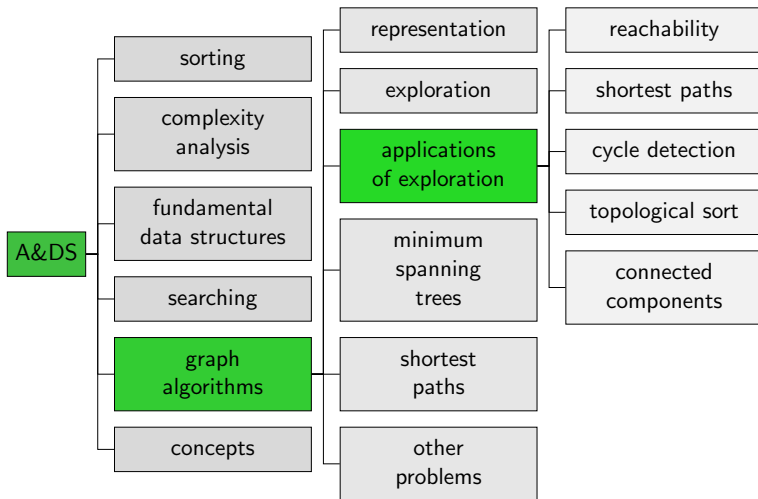 A&DS
sorting
complexity
analysis
fundamental
data structures
searching
graph
algorithms
concepts
representation
exploration
applications
of exploration
minimum
spanning
trees
shortest
paths
other
problems
reachability
shortest paths
cycle detection
topological sort
connected
components